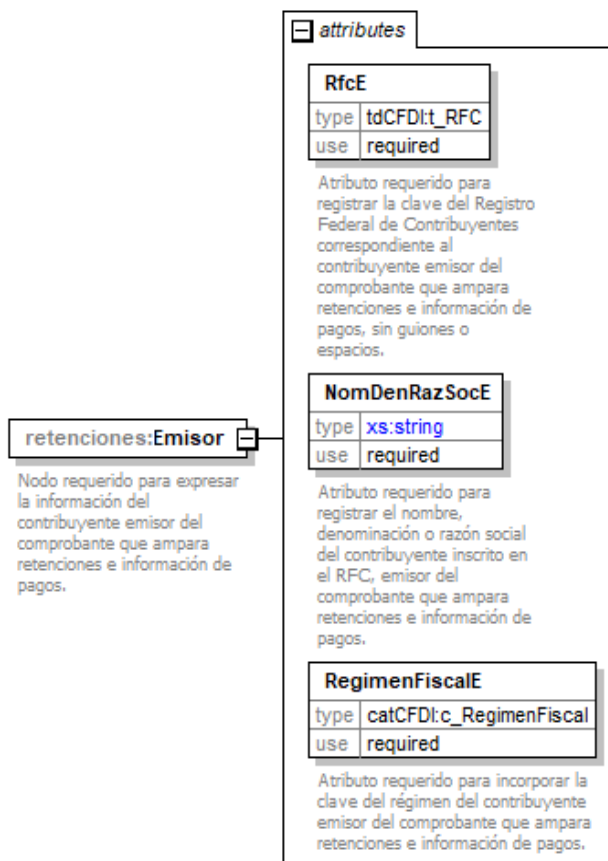 attributes
RfcE
type tdCFDI:t_RFC
use required
Atributo requerido para
registrar la clave del Registro
Federal de Contribuyentes
correspondiente al
contribuyente emisor del
comprobante que ampara
retenciones e información de
pagos, sin guiones o
espacios.
retenciones:Emisor
Nodo requerido para expresar
la información del
contribuyente emisor del
comprobante que ampara
retenciones e información de
pagos.
NomDenRazSocE
type xs:string
use required
Atributo requerido para
registrar el nombre,
denominación o razón social
del contribuyente inscrito en
el RFC, emisor del
comprobante que ampara
retenciones e información de
pagos.
RegimenFiscalE
type catCFDI:c_RegimenFiscal
use required
Atributo requerido para incorporar la
clave del régimen del contribuyente
emisor del comprobante que ampara
retenciones e información de pagos.